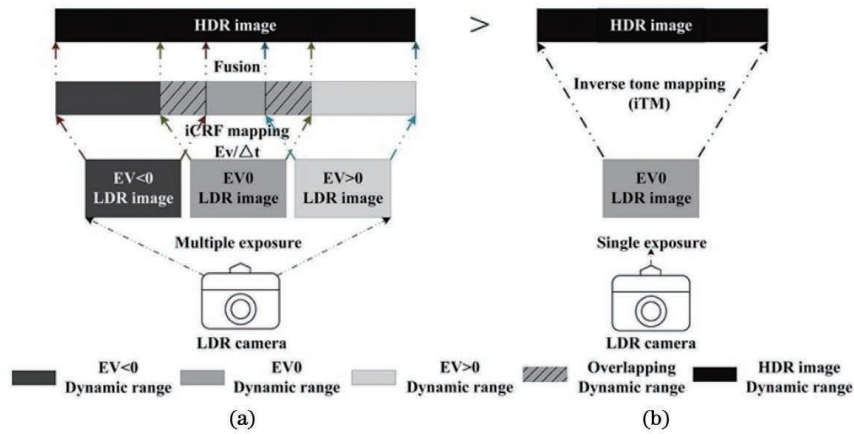 HDR image
>
HDR image
Fusion
Inverse tone mapping
(iTM)
iCRF mapping
Ev/△t
EV<0
LDR image
EV0
LDR image
EV>0
LDR image
EV0
LDR image
Multiple exposure
Single exposure
LDR camera
LDR camera
EV<0
Dynamic range
EV0
Dynamic range
EV>0
Dynamic range
Overlapping
Dynamic range
HDR image
Dynamic range
(a)
(b)